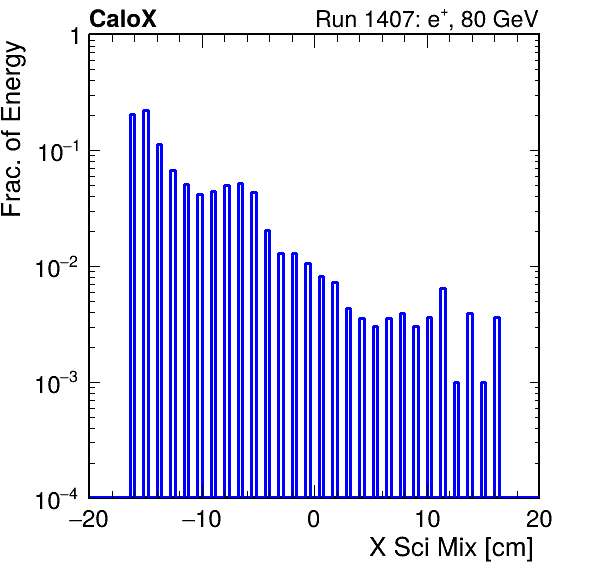 CaloX Run 1407: e⁺, 80 GeV
Frac. of Energy
1
10⁻¹
10⁻²
10⁻³
10⁻⁴
−20 −10 0 10 20
X Sci Mix [cm]